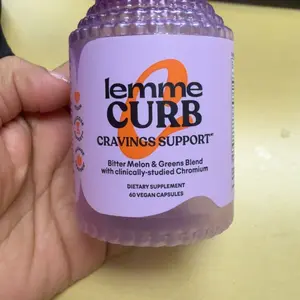 lemme
CURB
CRAVINGS SUPPORT*
Bitter Melon & Greens Blend
with clinically-studied Chromium
DIETARY SUPPLEMENT
60 VEGAN CAPSULES